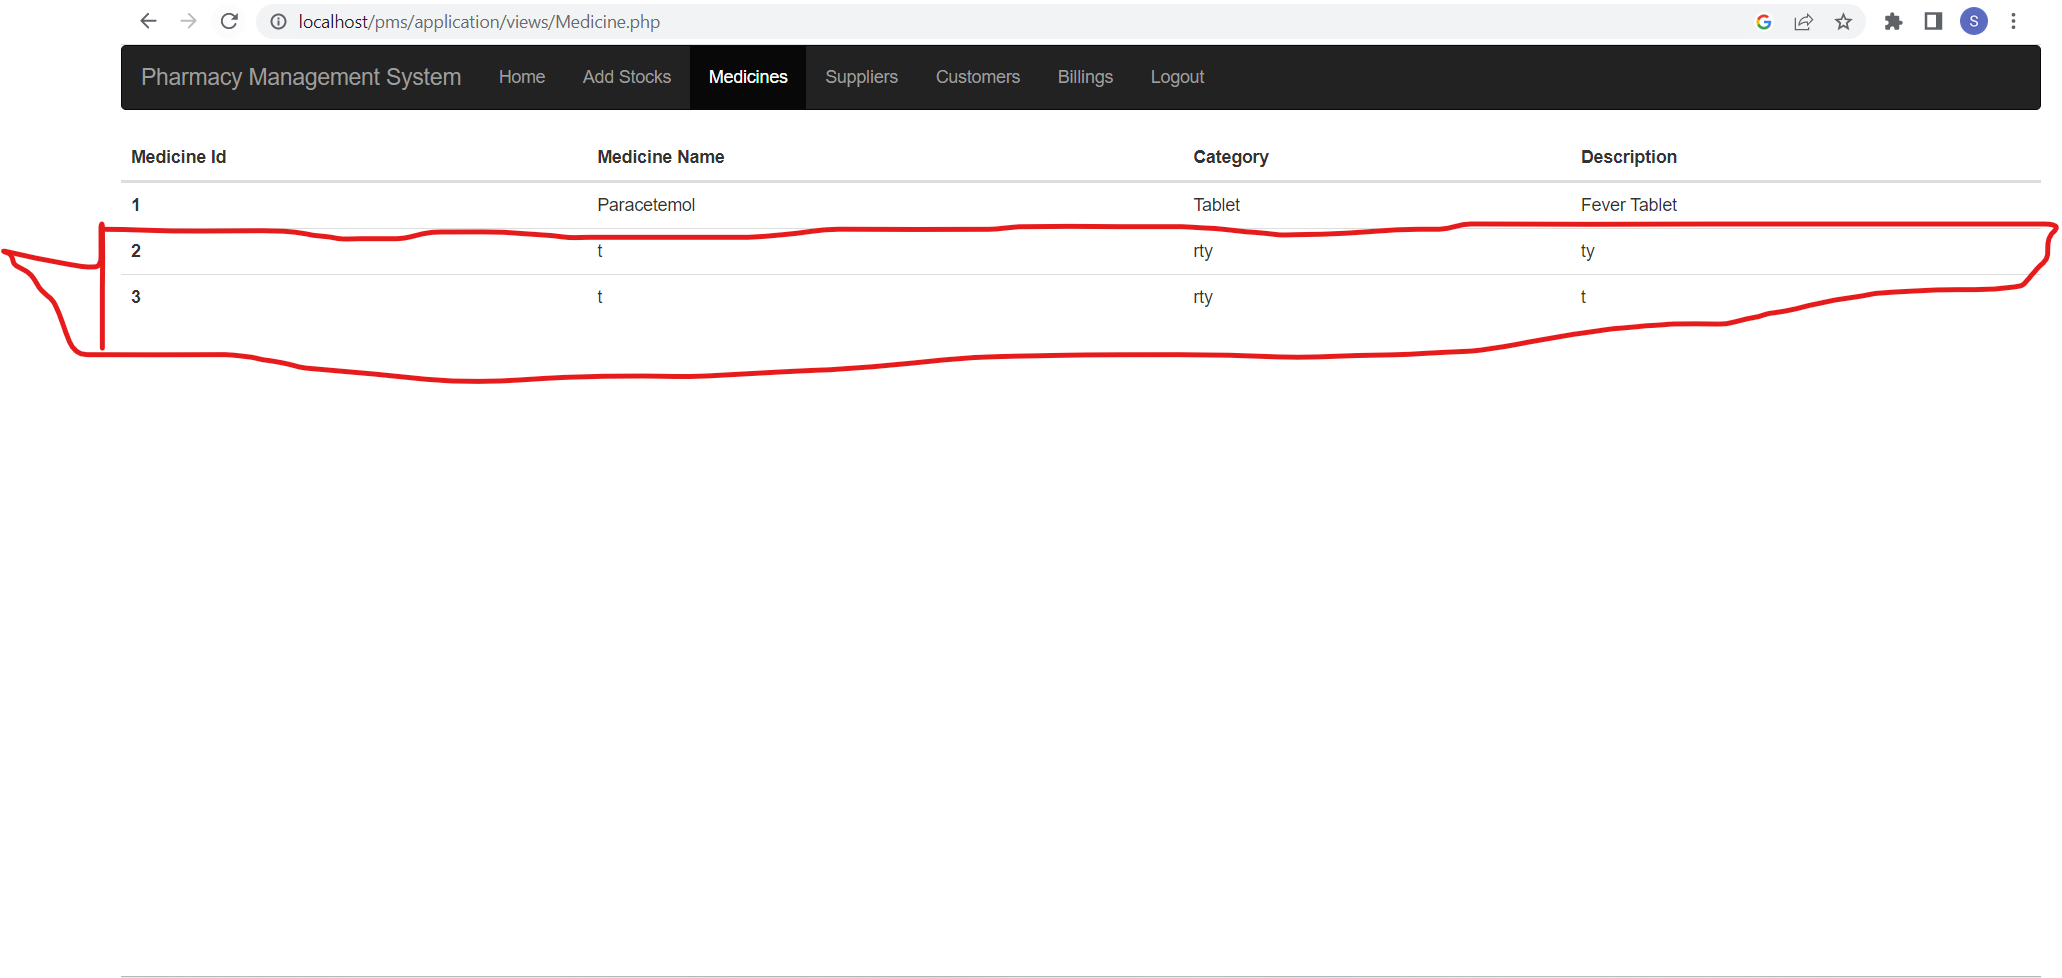 localhost/pms/application/views/Medicine.php
S
Pharmacy Management System Home Add Stocks Medicines Suppliers Customers Billings Logout
Medicine Id Medicine Name Category Description
1 Paracetemol Tablet Fever Tablet
2 t rty ty
3 t rty t